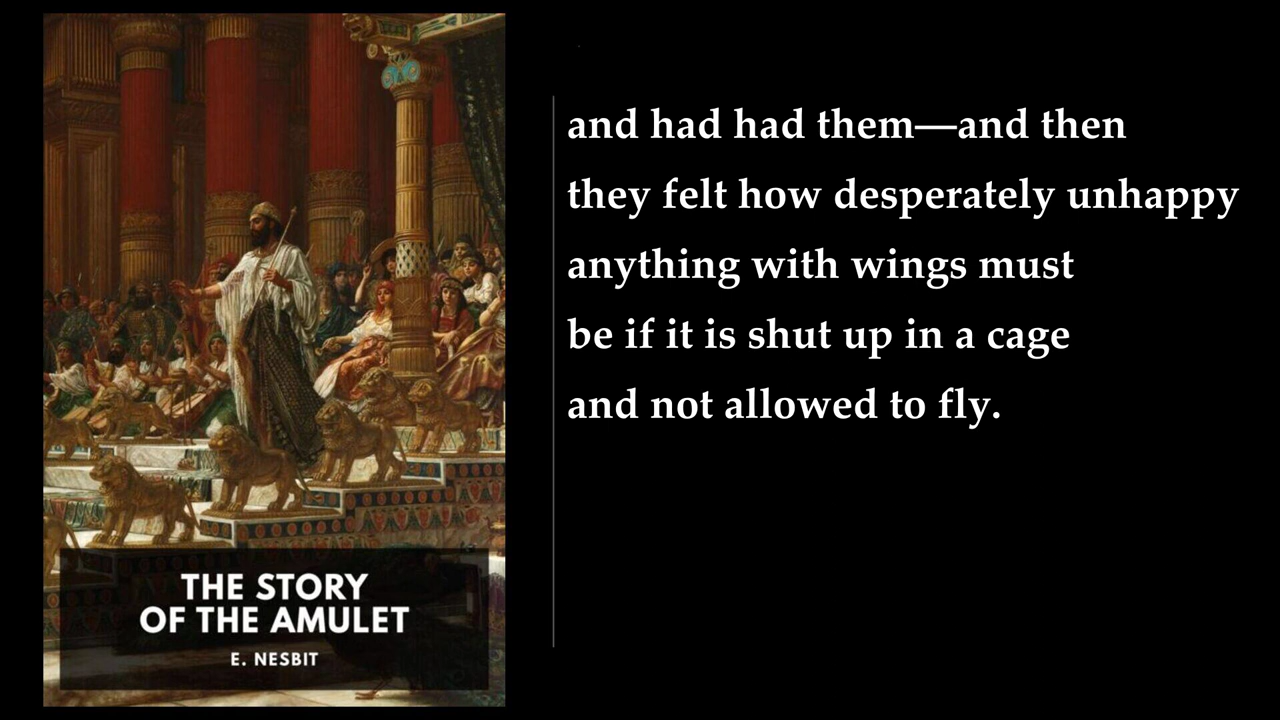 and had had them—and then
they felt how desperately unhappy
anything with wings must
be if it is shut up in a cage
and not allowed to fly.
THE STORY
OF THE AMULET
E. NESBIT